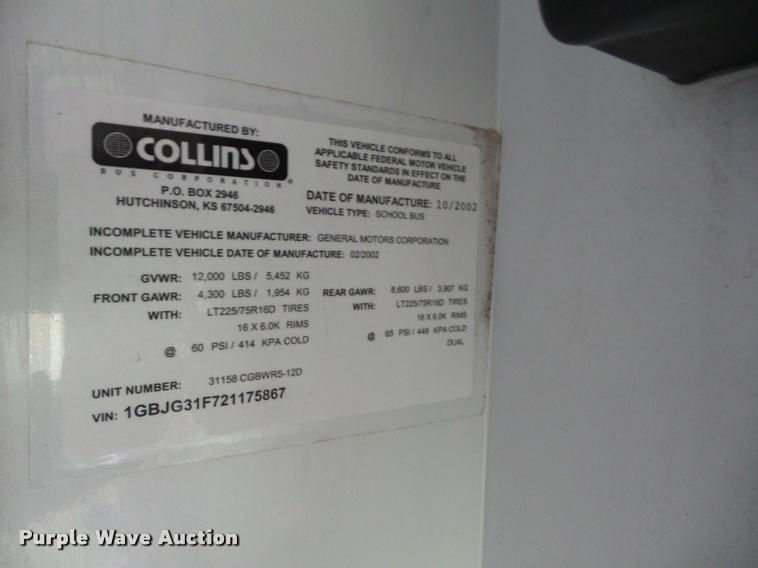 MANUFACTURED BY:
COLLINS
BUS CORPORATION®
P.O. BOX 2946
HUTCHINSON, KS 67504-2946
THIS VEHICLE CONFORMS TO ALL
APPLICABLE FEDERAL MOTOR VEHICLE
SAFETY STANDARDS IN EFFECT ON THE
DATE OF MANUFACTURE
DATE OF MANUFACTURE: 10/2002
VEHICLE TYPE: SCHOOL BUS
INCOMPLETE VEHICLE MANUFACTURER: GENERAL MOTORS CORPORATION
INCOMPLETE VEHICLE DATE OF MANUFACTURE: 02/2002
GVWR: 12,000 LBS / 5,452 KG
FRONT GAWR: 4,300 LBS / 1,954 KG
WITH: LT225/75R16D TIRES
16 X 6.0K RIMS
@ 60 PSI / 414 KPA COLD
REAR GAWR: 8,600 LBS / 3,907 KG
WITH: LT225/75R16D TIRES
16 X 6.0K RIMS
@ 65 PSI / 448 KPA COLD
DUAL
UNIT NUMBER: 31158 CGBWR5-12D
VIN: 1GBJG31F721175867
Purple Wave Auction